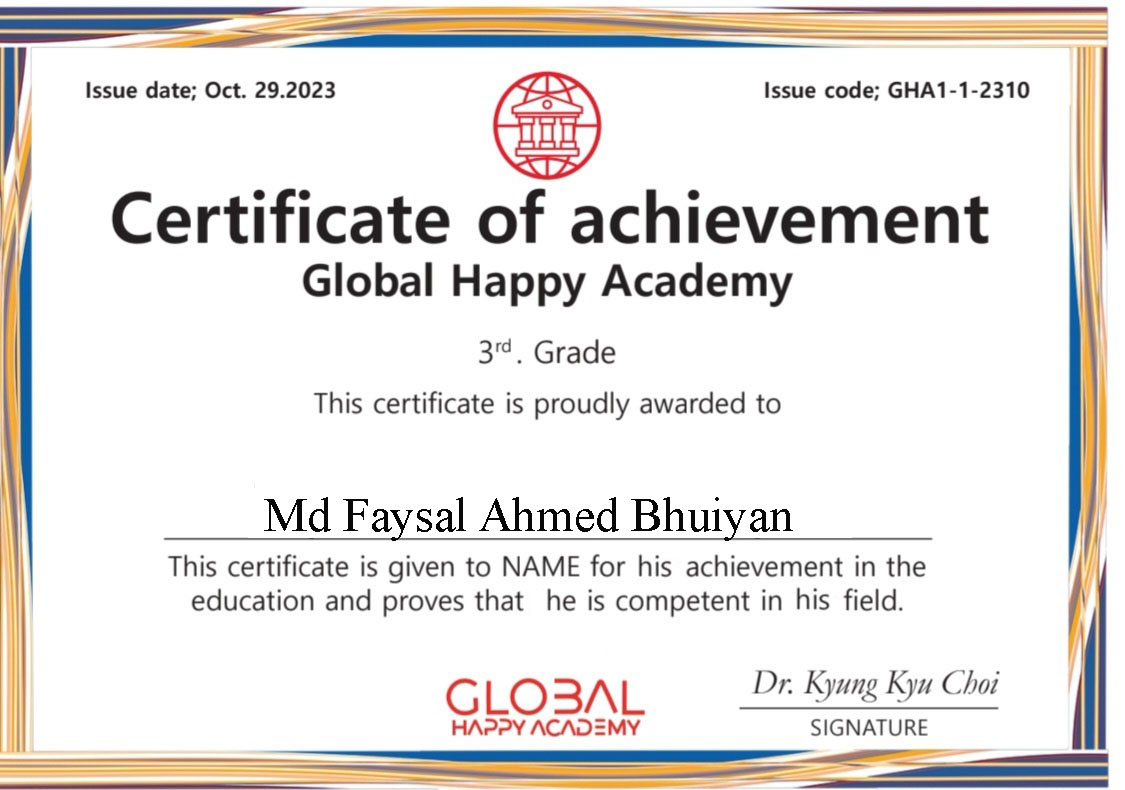 Issue date; Oct. 29.2023
Issue code; GHA1-1-2310
Certificate of achievement
Global Happy Academy
3rd. Grade
This certificate is proudly awarded to
Md Faysal Ahmed Bhuiyan
This certificate is given to NAME for his achievement in the
education and proves that he is competent in his field.
GLOBAL
HAPPY ACADEMY
Dr. Kyung Kyu Choi
SIGNATURE